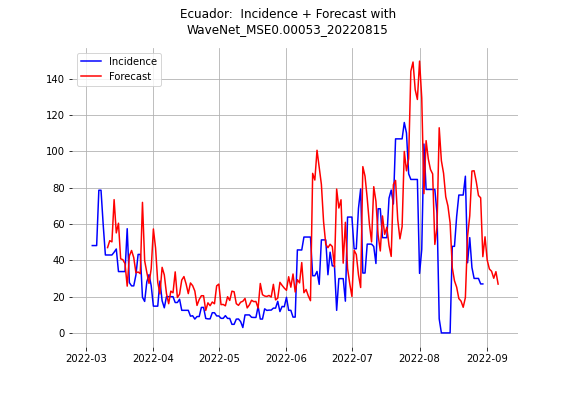 Ecuador:  Incidence + Forecast with
WaveNet_MSE0.00053_20220815
Incidence
Forecast
140
120
100
80
60
40
20
0
2022-03 2022-04 2022-05 2022-06 2022-07 2022-08 2022-09